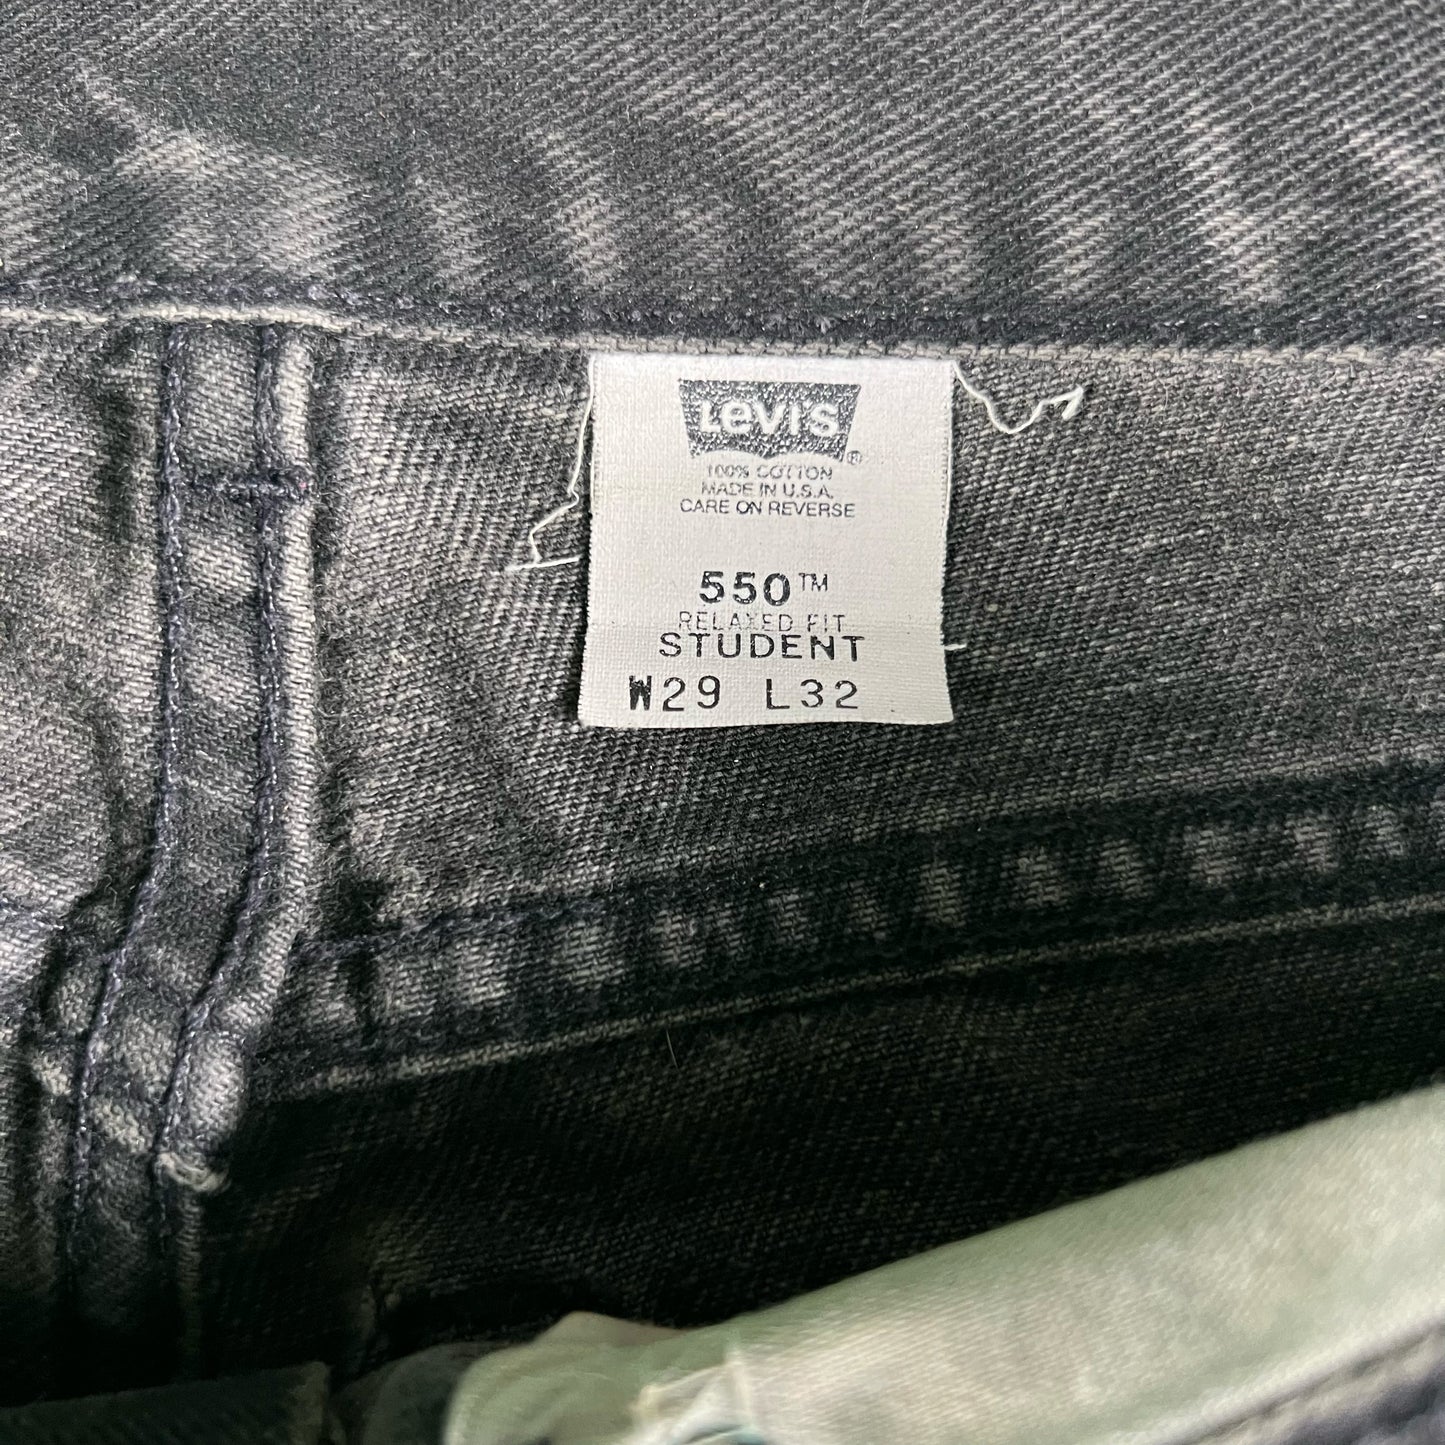 Levi's®
100% COTTON
MADE IN U.S.A.
CARE ON REVERSE
550™
RELAXED FIT
STUDENT
W29 L32